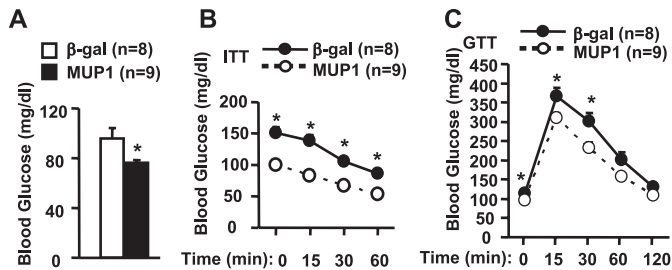 A
β-gal (n=8)
MUP1 (n=9)
Blood Glucose (mg/dl)
120
80
40
0
*
B
ITT
β-gal (n=8)
MUP1 (n=9)
Blood Glucose (mg/dl)
200
150
100
50
0
* * * *
Time (min): 0 15 30 60
C
GTT
β-gal (n=8)
MUP1 (n=9)
Blood Glucose (mg/dl)
450
400
350
300
250
200
150
100
50
0
* * *
Time (min): 0 15 30 60 120